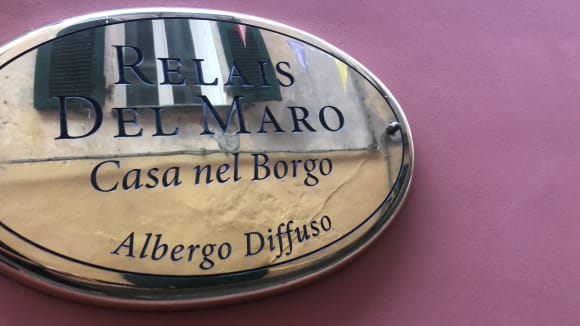 RELAIS
DEL MARO
Casa nel Borgo
Albergo Diffuso